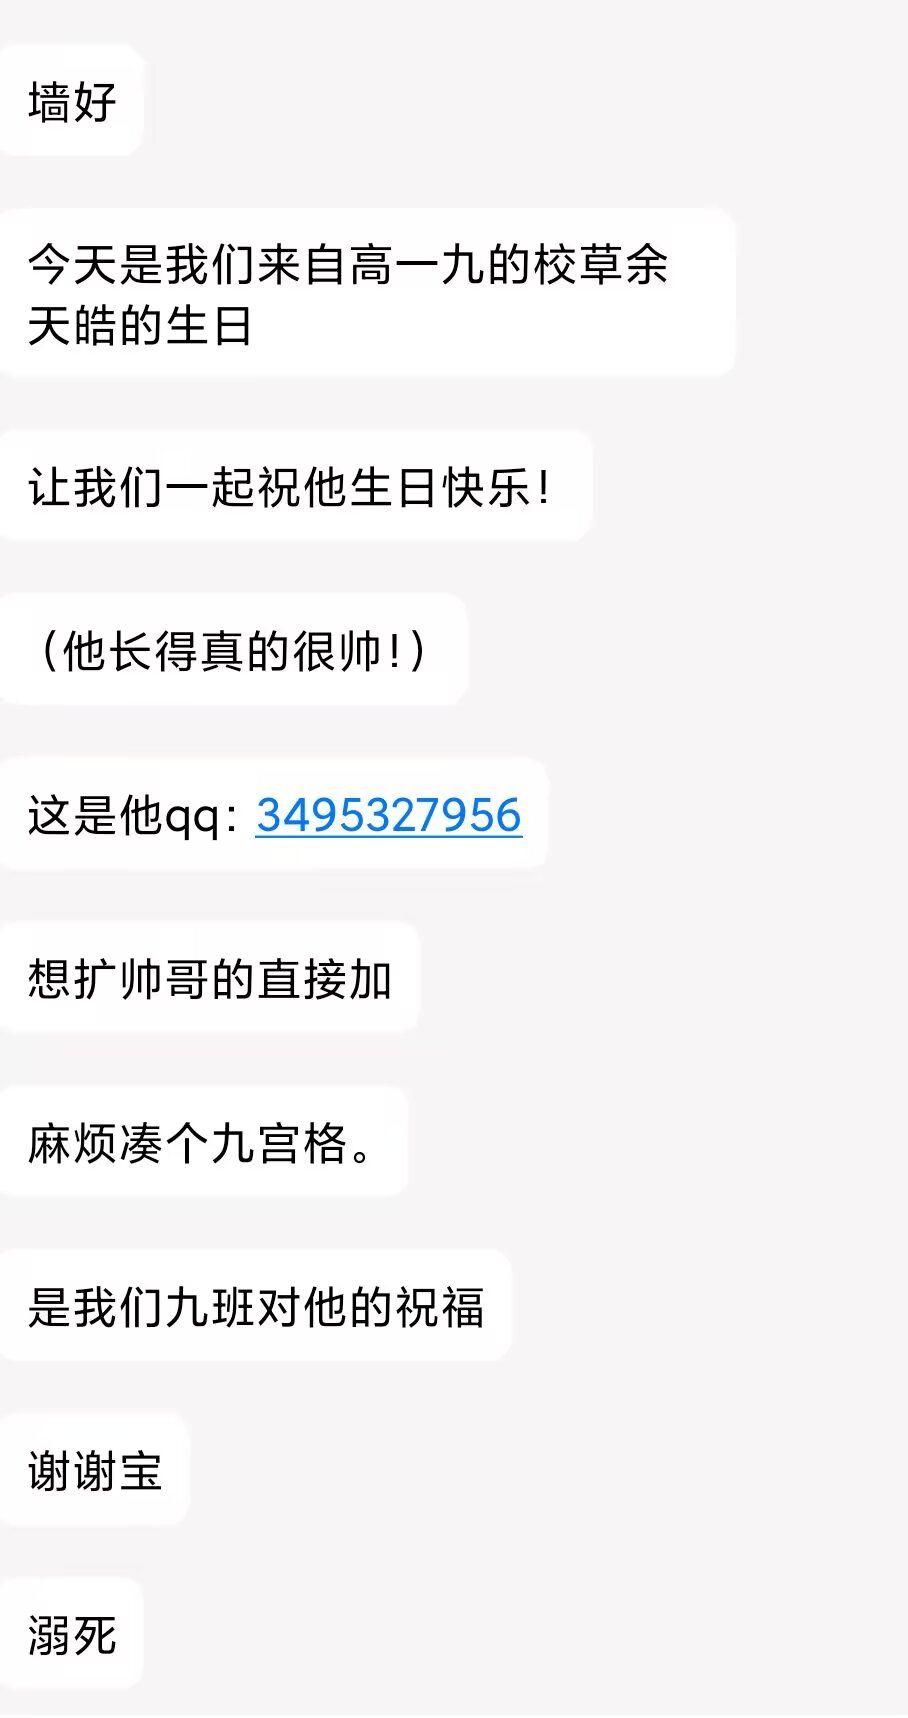 墙好
今天是我们来自高一九的校草余
天皓的生日
让我们一起祝他生日快乐！
（他长得真的很帅！）
这是他qq：3495327956
想扩帅哥的直接加
麻烦凑个九宫格。
是我们九班对他的祝福
谢谢宝
溺死